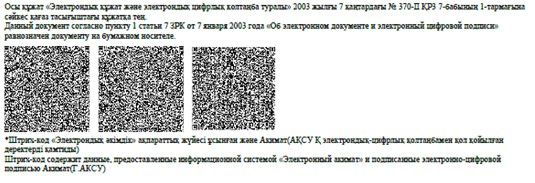 Осы құжат «Электрондық құжат және электрондық цифрлық қолтаңба туралы» 2003 жылғы 7 қаңтардағы № 370-II ҚРЗ 7-бабының 1-тармағына
сәйкес қағаз тасығыштағы құжатқа тең.
Данный документ согласно пункту 1 статьи 7 ЗРК от 7 января 2003 года «Об электронном документе и электронный цифровой подписи»
равнозначен документу на бумажном носителе.
*Штрих-код «Электрондық әкімдік» ақпараттық жүйесі ұсынған және Акимат(АҚСУ Қ электрондық-цифрлық қолтаңбамен қол қойылған
деректерді қамтиды)
Штрих-код содержит данные, предоставленные информационной системой «Электронный акимат» и подписанные электронно-цифровой
подписью Акимат(Г.АКСУ)